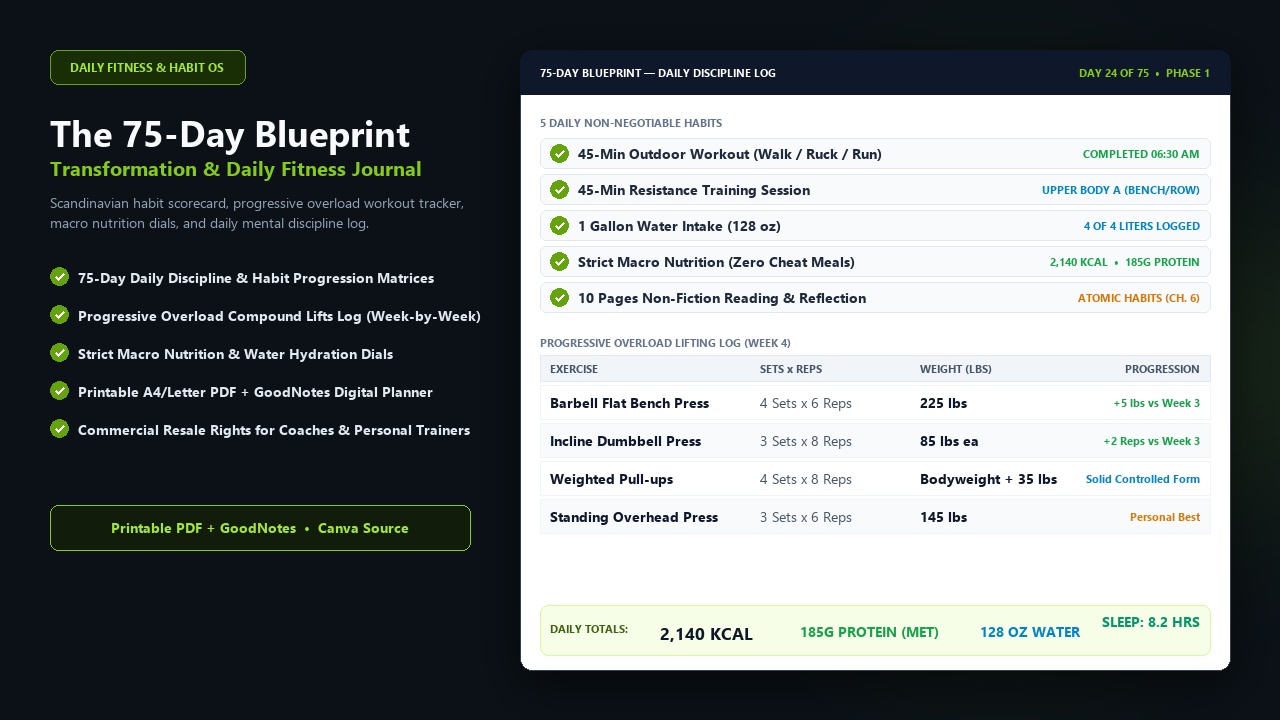 DAILY FITNESS & HABIT OS
The 75-Day Blueprint
Transformation & Daily Fitness Journal
Scandinavian habit scorecard, progressive overload workout tracker,
macro nutrition dials, and daily mental discipline log.
75-Day Daily Discipline & Habit Progression Matrices
Progressive Overload Compound Lifts Log (Week-by-Week)
Strict Macro Nutrition & Water Hydration Dials
Printable A4/Letter PDF + GoodNotes Digital Planner
Commercial Resale Rights for Coaches & Personal Trainers
Printable PDF + GoodNotes • Canva Source
75-DAY BLUEPRINT — DAILY DISCIPLINE LOG DAY 24 OF 75 • PHASE 1
5 DAILY NON-NEGOTIABLE HABITS
45-Min Outdoor Workout (Walk / Ruck / Run) COMPLETED 06:30 AM
45-Min Resistance Training Session UPPER BODY A (BENCH/ROW)
1 Gallon Water Intake (128 oz) 4 OF 4 LITERS LOGGED
Strict Macro Nutrition (Zero Cheat Meals) 2,140 KCAL • 185G PROTEIN
10 Pages Non-Fiction Reading & Reflection ATOMIC HABITS (CH. 6)
PROGRESSIVE OVERLOAD LIFTING LOG (WEEK 4)
EXERCISE SETS x REPS WEIGHT (LBS) PROGRESSION
Barbell Flat Bench Press 4 Sets x 6 Reps 225 lbs +5 lbs vs Week 3
Incline Dumbbell Press 3 Sets x 8 Reps 85 lbs ea +2 Reps vs Week 3
Weighted Pull-ups 4 Sets x 8 Reps Bodyweight + 35 lbs Solid Controlled Form
Standing Overhead Press 3 Sets x 6 Reps 145 lbs Personal Best
DAILY TOTALS: 2,140 KCAL 185G PROTEIN (MET) 128 OZ WATER SLEEP: 8.2 HRS